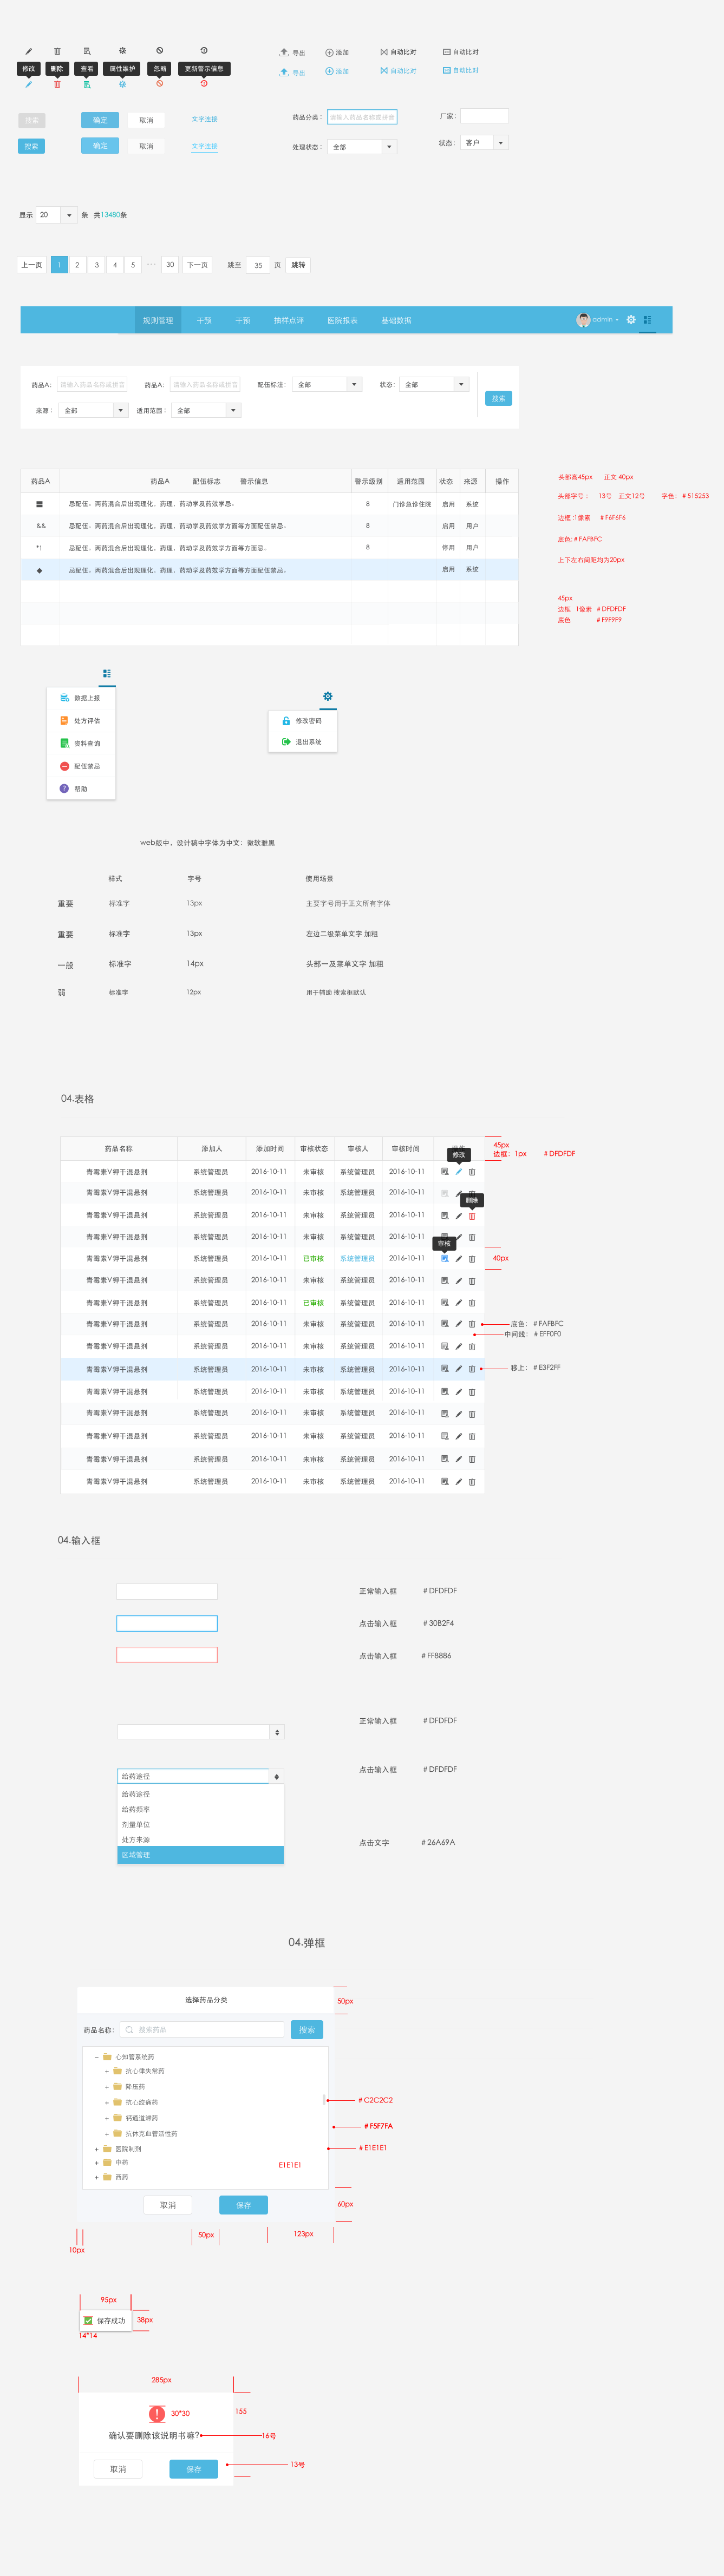 修改 删除 查看 属性维护 忽略 更新警示信息
导出 添加 自动比对 自动比对
导出 添加 自动比对 自动比对
搜索 确定 取消 文字连接
搜索 确定 取消 文字连接
药品分类: 请输入药品名称或拼音 厂家:
处理状态: 全部 状态: 客户
显示 20 条 共13480条
上一页 1 2 3 4 5 ··· 30 下一页 跳至 35 页 跳转
规则管理 干预 干预 抽样点评 医院报表 基础数据 admin
药品A: 请输入药品名称或拼音 药品A: 请输入药品名称或拼音 配伍标注: 全部 状态: 全部
搜索
来源: 全部 适用范围: 全部
药品A 药品A 配伍标志 警示信息 警示级别 适用范围 状态 来源 操作
总配伍。两药混合后出现理化、药理、药动学及药效学忌。 8 门诊急诊住院 启用 系统
&& 总配伍。两药混合后出现理化、药理、药动学及药效学方面等方面配伍禁忌。 8 启用 用户
*1 总配伍。两药混合后出现理化、药理、药动学及药效学方面等方面忌。 8 停用 用户
◆ 总配伍。两药混合后出现理化、药理、药动学及药效学方面等方面配伍禁忌。 启用 系统
头部高45px 正文 40px
头部字号: 13号 正文12号 字色: # 515253
边框:1像素 # F6F6F6
底色: # FAFBFC
上下左右间距均为20px
45px
边框 1像素 # DFDFDF
底色 # F9F9F9
数据上报
处方评估
资料查询
配伍禁忌
帮助
修改密码
退出系统
web版中,设计稿中字体为中文: 微软雅黑
样式 字号 使用场景
重要 标准字 13px 主要字号用于正文所有字体
重要 标准字 13px 左边二级菜单文字 加粗
一般 标准字 14px 头部一及菜单文字 加粗
弱 标准字 12px 用于辅助 搜索框默认
04.表格
药品名称 添加人 添加时间 审核状态 审核人 审核时间
45px
边框: 1px # DFDFDF
修改
青霉素V钾干混悬剂 系统管理员 2016-10-11 未审核 系统管理员 2016-10-11
青霉素V钾干混悬剂 系统管理员 2016-10-11 未审核 系统管理员 2016-10-11
删除
青霉素V钾干混悬剂 系统管理员 2016-10-11 未审核 系统管理员 2016-10-11
青霉素V钾干混悬剂 系统管理员 2016-10-11 未审核 系统管理员 2016-10-11
审核
青霉素V钾干混悬剂 系统管理员 2016-10-11 已审核 系统管理员 2016-10-11
40px
青霉素V钾干混悬剂 系统管理员 2016-10-11 未审核 系统管理员 2016-10-11
青霉素V钾干混悬剂 系统管理员 2016-10-11 已审核 系统管理员 2016-10-11
青霉素V钾干混悬剂 系统管理员 2016-10-11 未审核 系统管理员 2016-10-11
底色: # FAFBFC
中间线: # EFF0F0
青霉素V钾干混悬剂 系统管理员 2016-10-11 未审核 系统管理员 2016-10-11
青霉素V钾干混悬剂 系统管理员 2016-10-11 未审核 系统管理员 2016-10-11
移上: # E3F2FF
青霉素V钾干混悬剂 系统管理员 2016-10-11 未审核 系统管理员 2016-10-11
青霉素V钾干混悬剂 系统管理员 2016-10-11 未审核 系统管理员 2016-10-11
青霉素V钾干混悬剂 系统管理员 2016-10-11 未审核 系统管理员 2016-10-11
青霉素V钾干混悬剂 系统管理员 2016-10-11 未审核 系统管理员 2016-10-11
青霉素V钾干混悬剂 系统管理员 2016-10-11 未审核 系统管理员 2016-10-11
04.输入框
正常输入框 # DFDFDF
点击输入框 # 30B2F4
点击输入框 # FF8886
正常输入框 # DFDFDF
给药途径 点击输入框 # DFDFDF
给药途径
给药频率
剂量单位
处方来源 点击文字 # 26A69A
区域管理
04.弹框
选择药品分类
50px
药品名称: 搜索药品 搜索
− 心知管系统药
+ 抗心律失常药
+ 降压药
+ 抗心绞痛药
# C2C2C2
+ 钙通道滞药
# F5F7FA
+ 抗休克血管活性药
+ 医院制剂
# E1E1E1
+ 中药
E1E1E1
+ 西药
取消 保存
60px
50px 123px
10px
95px
保存成功
38px
14*14
285px
30*30
155
确认要删除该说明书嘛?
16号
取消 保存
13号